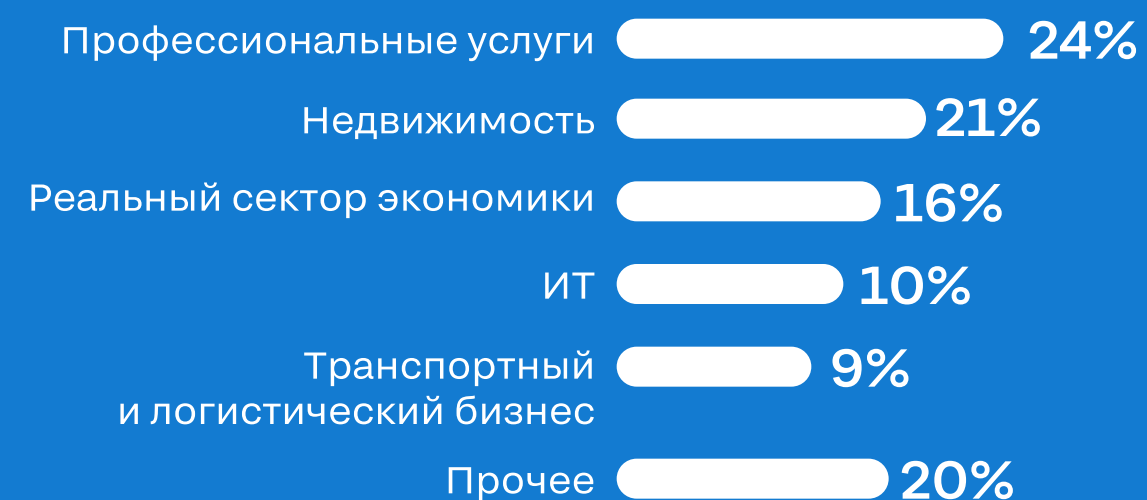 Профессиональные услуги 24%
Недвижимость 21%
Реальный сектор экономики 16%
ИТ 10%
Транспортный 9%
и логистический бизнес
Прочее 20%